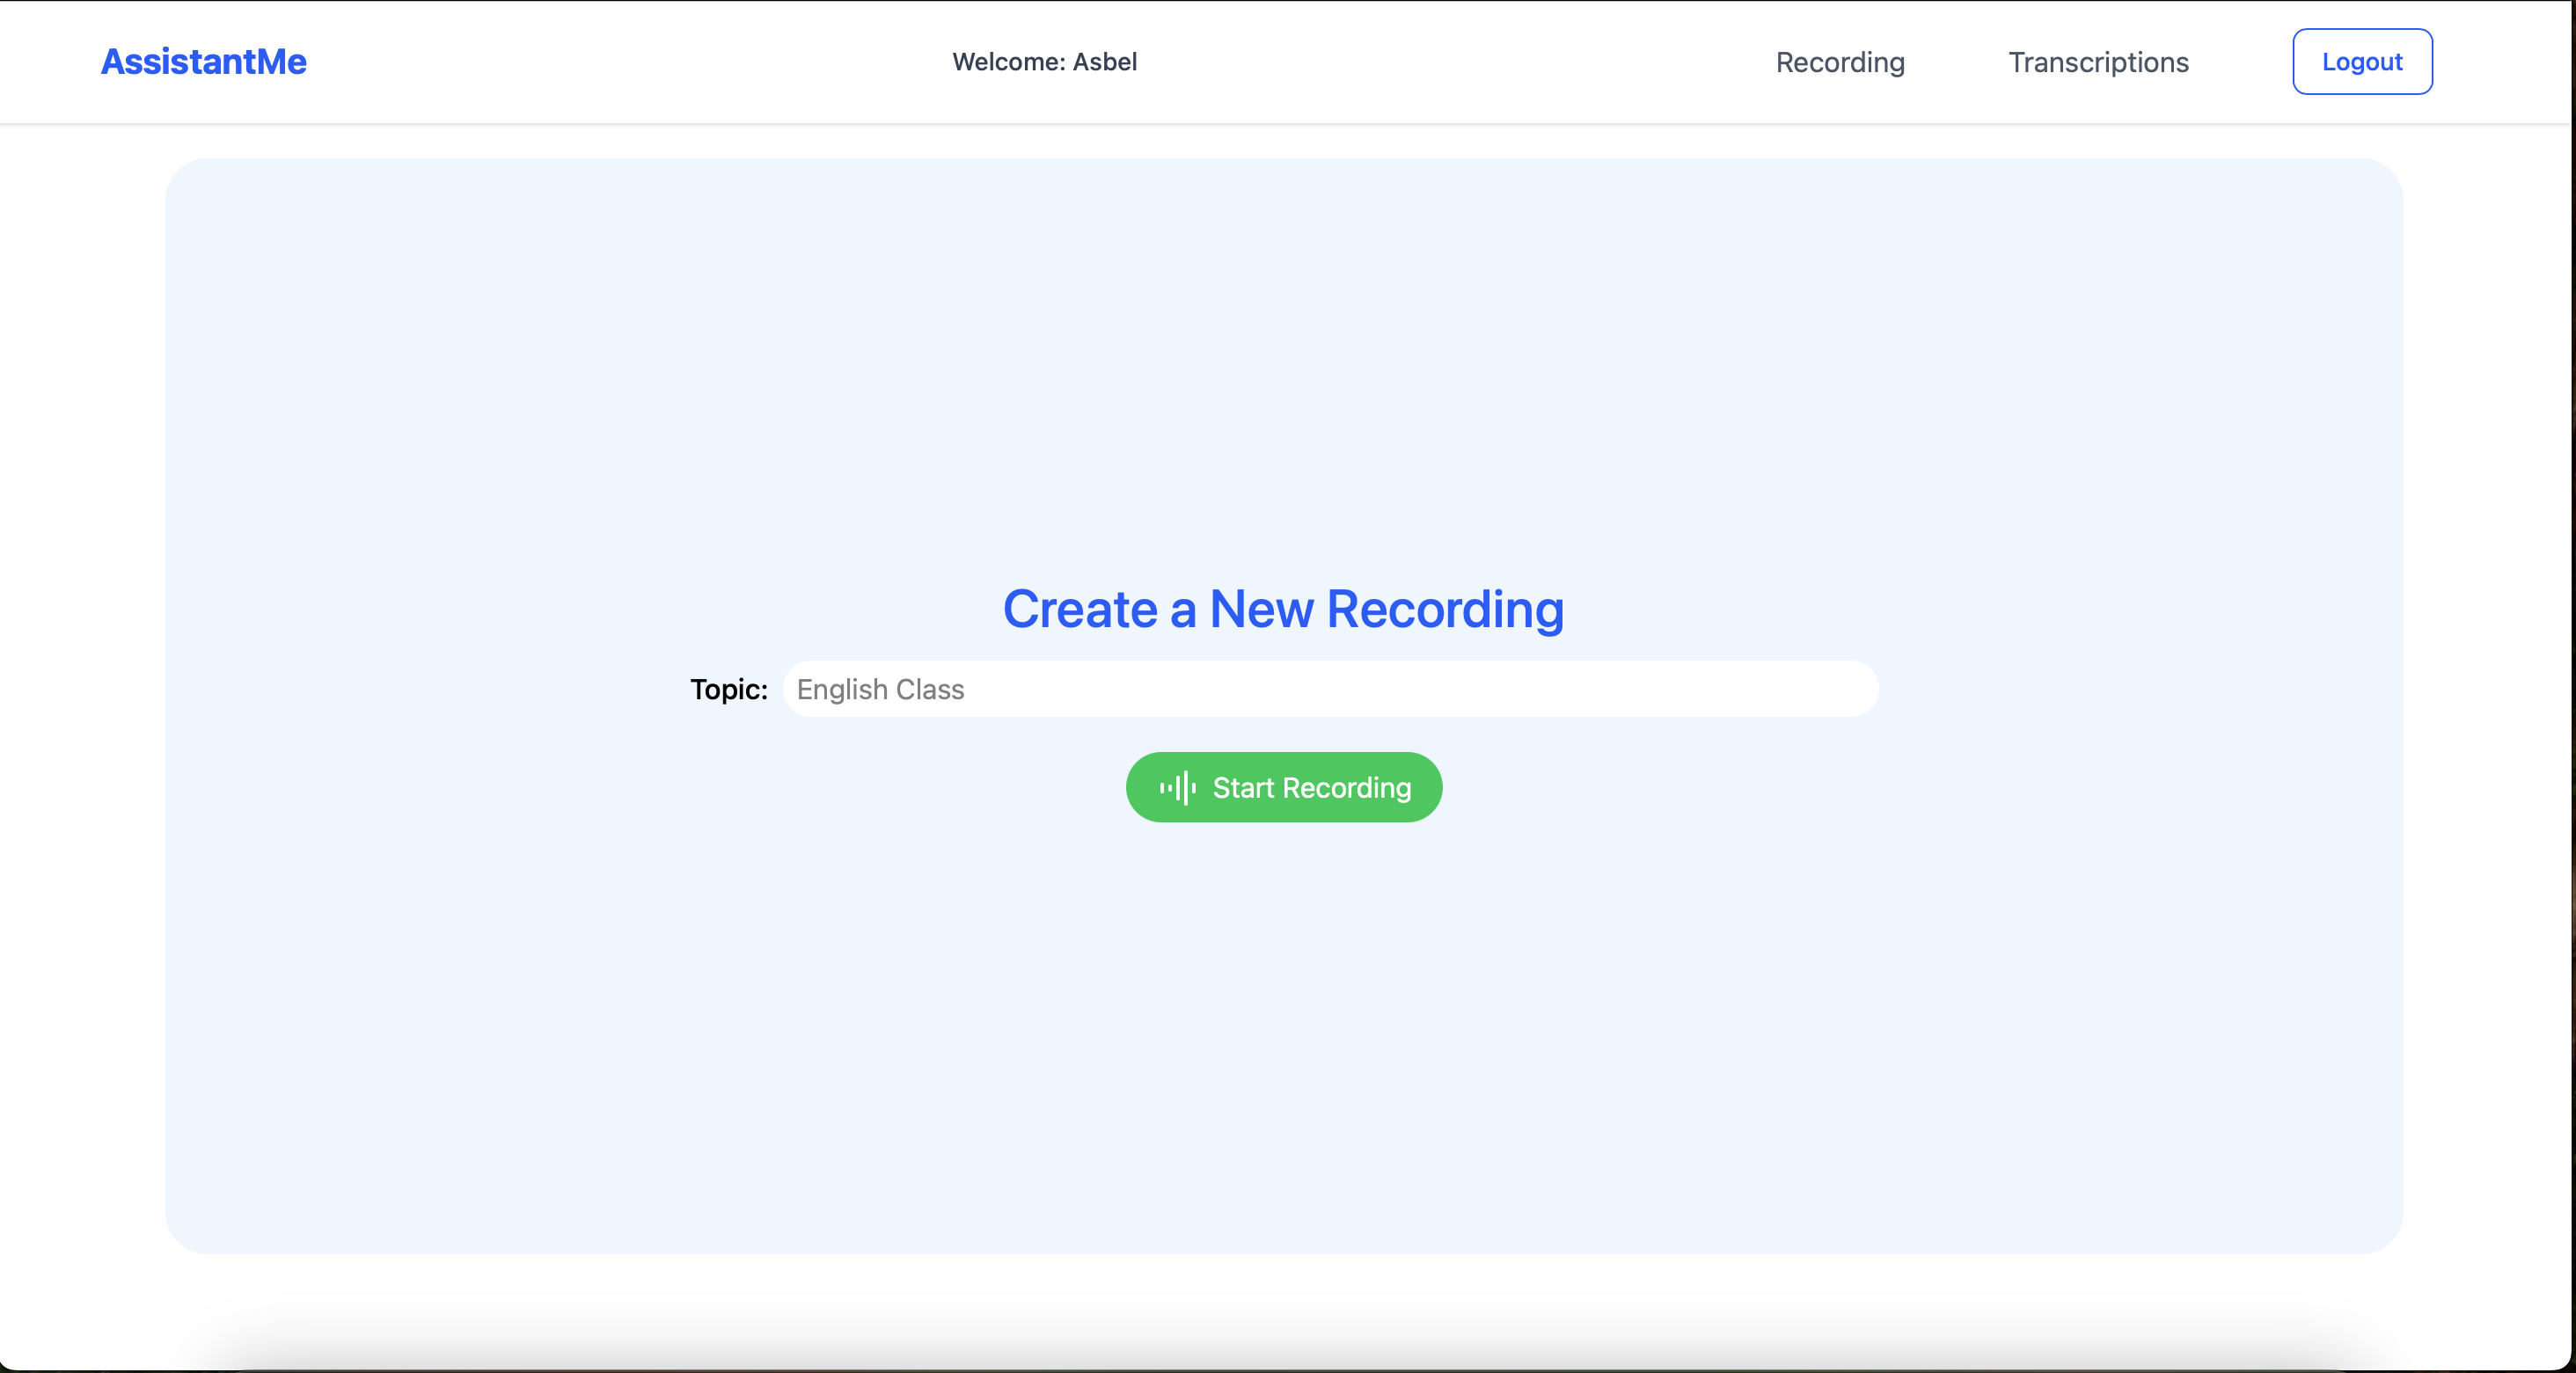 AssistantMe Welcome: Asbel Recording Transcriptions Logout
Create a New Recording
Topic: English Class
Start Recording